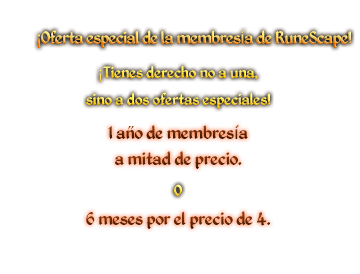 ¡Oferta especial de la membresía de RuneScape!
¡Tienes derecho no a una,
sino a dos ofertas especiales!
1 año de membresía
a mitad de precio.
O
6 meses por el precio de 4.